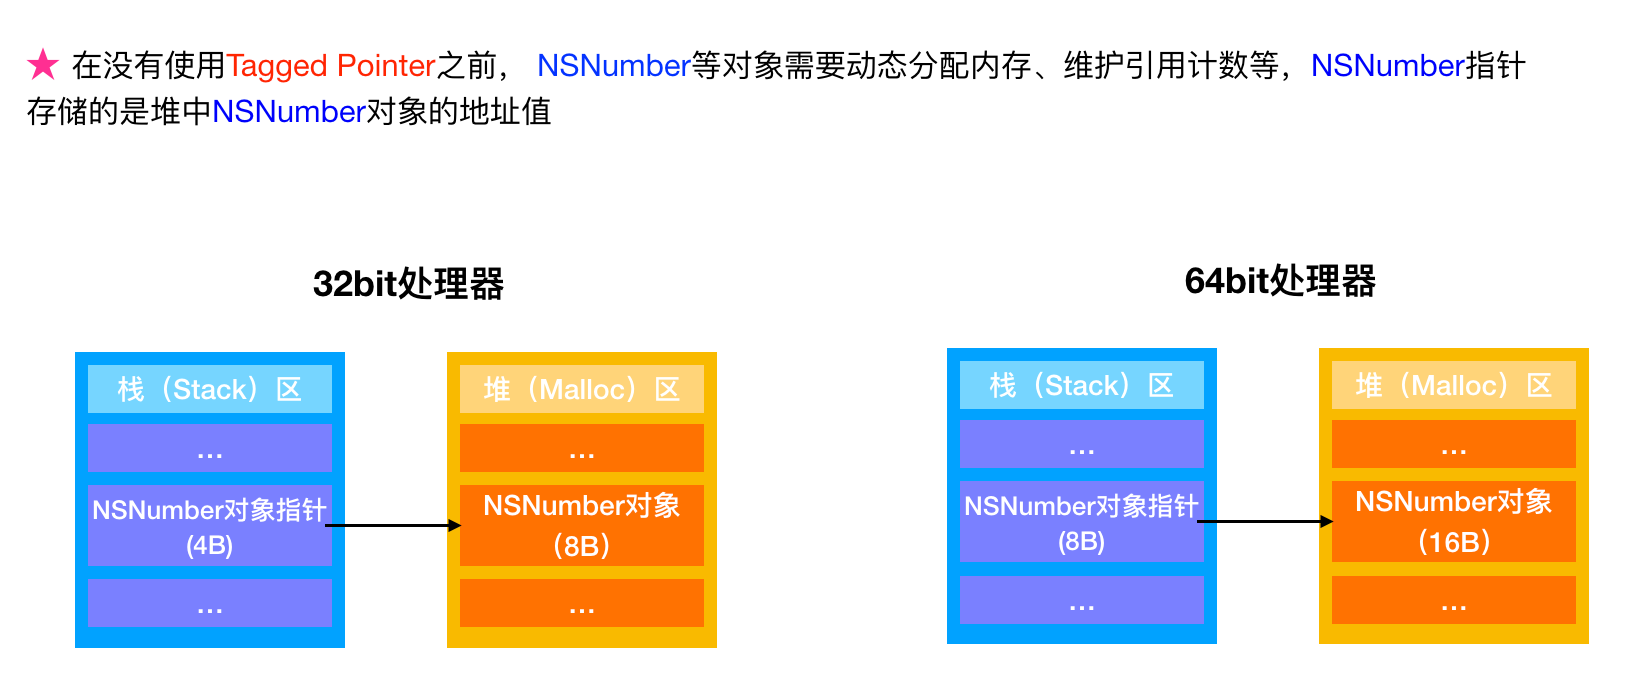 ★ 在没有使用Tagged Pointer之前， NSNumber等对象需要动态分配内存、维护引用计数等，NSNumber指针
存储的是堆中NSNumber对象的地址值
32bit处理器
栈（Stack）区
...
NSNumber对象指针
(4B)
...
堆（Malloc）区
...
NSNumber对象
（8B）
...
64bit处理器
栈（Stack）区
...
NSNumber对象指针
(8B)
...
堆（Malloc）区
...
NSNumber对象
（16B）
...